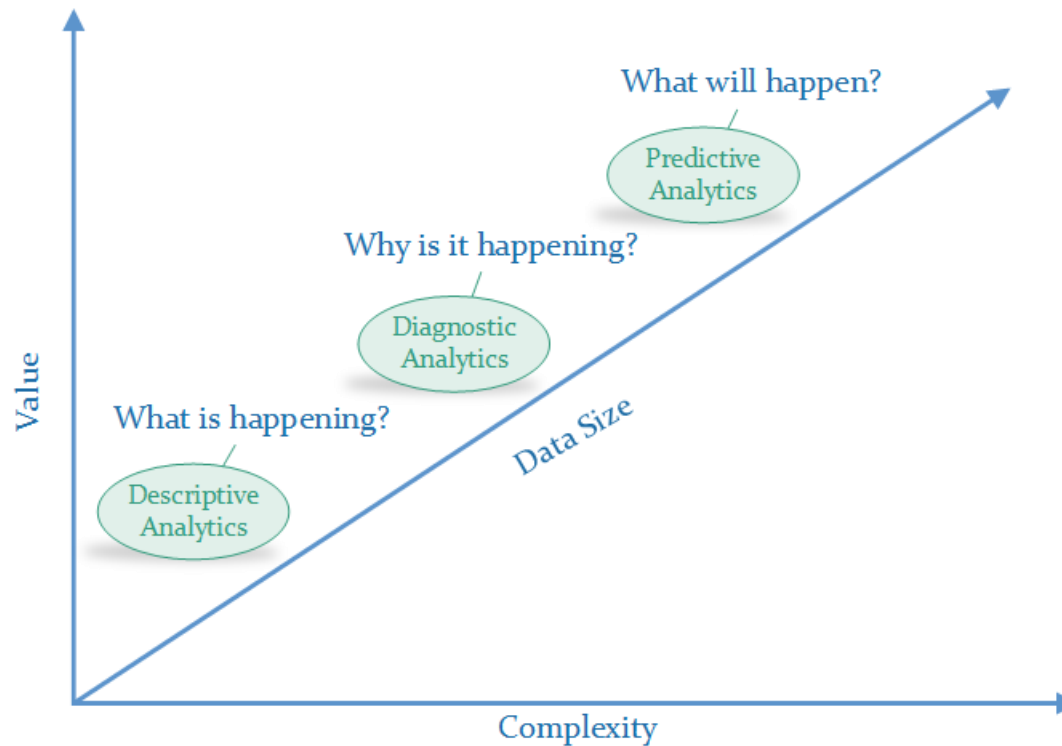 What will happen?
Predictive
Analytics
Why is it happening?
Diagnostic
Analytics
What is happening?
Descriptive
Analytics
Value
Data Size
Complexity